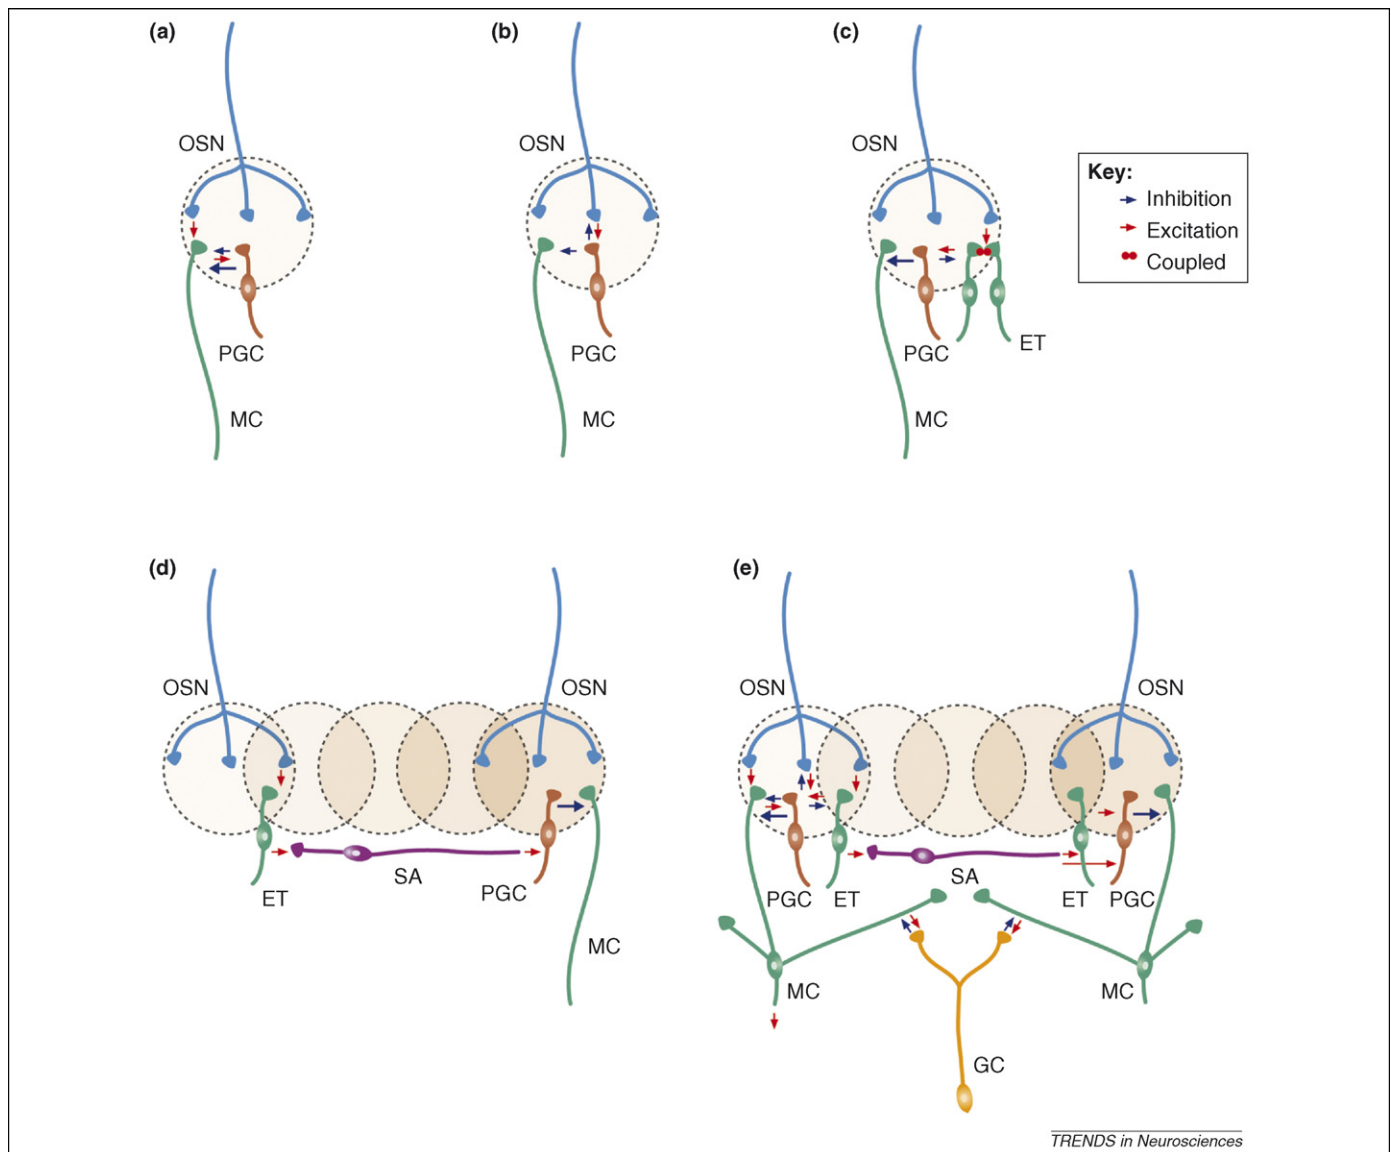 (a)
(b)
(c)
OSN
OSN
OSN
Key:
Inhibition
Excitation
Coupled
PGC
PGC
PGC
ET
MC
MC
MC
(d)
(e)
OSN
OSN
OSN
OSN
ET
SA
PGC
MC
PGC
ET
SA
ET
PGC
MC
MC
GC
TRENDS in Neurosciences